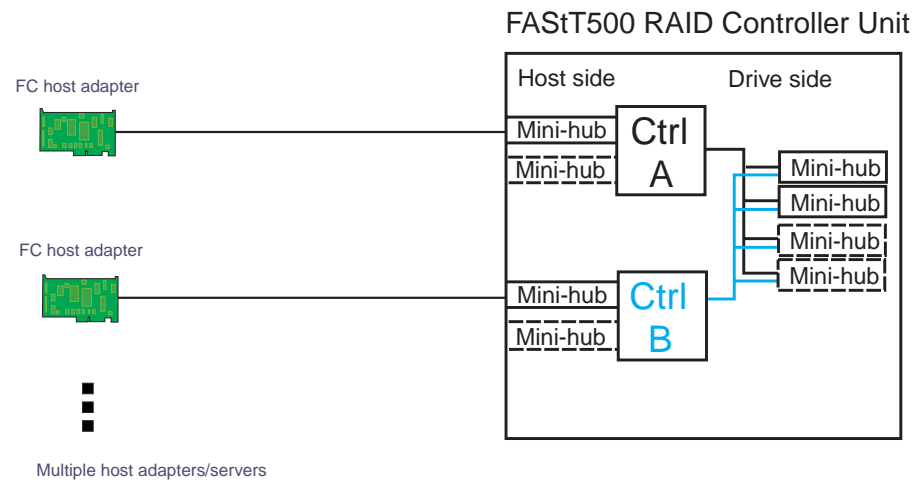 FAStT500 RAID Controller Unit
Host side
Drive side
FC host adapter
Mini-hub
Mini-hub
Ctrl
A
Mini-hub
Mini-hub
Mini-hub
Mini-hub
FC host adapter
Mini-hub
Mini-hub
Ctrl
B
Multiple host adapters/servers